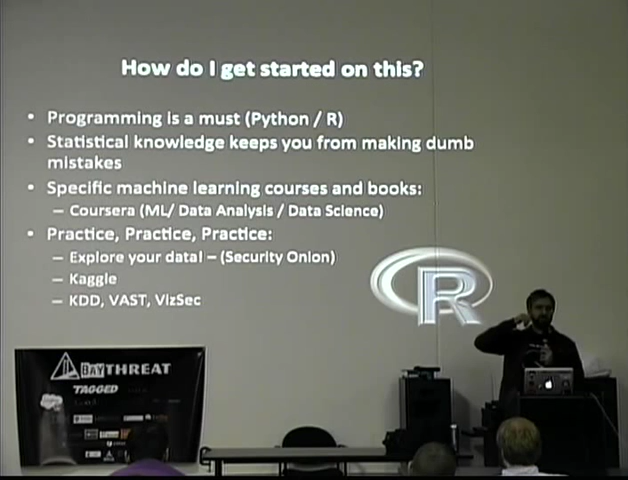 How do I get started on this?
• Programming is a must (Python / R)
• Statistical knowledge keeps you from making dumb
mistakes
• Specific machine learning courses and books:
– Coursera (ML/ Data Analysis / Data Science)
• Practice, Practice, Practice:
– Explore your data! – (Security Onion)
– Kaggle
– KDD, VAST, VizSec
R
BAYTHREAT
TAGGED